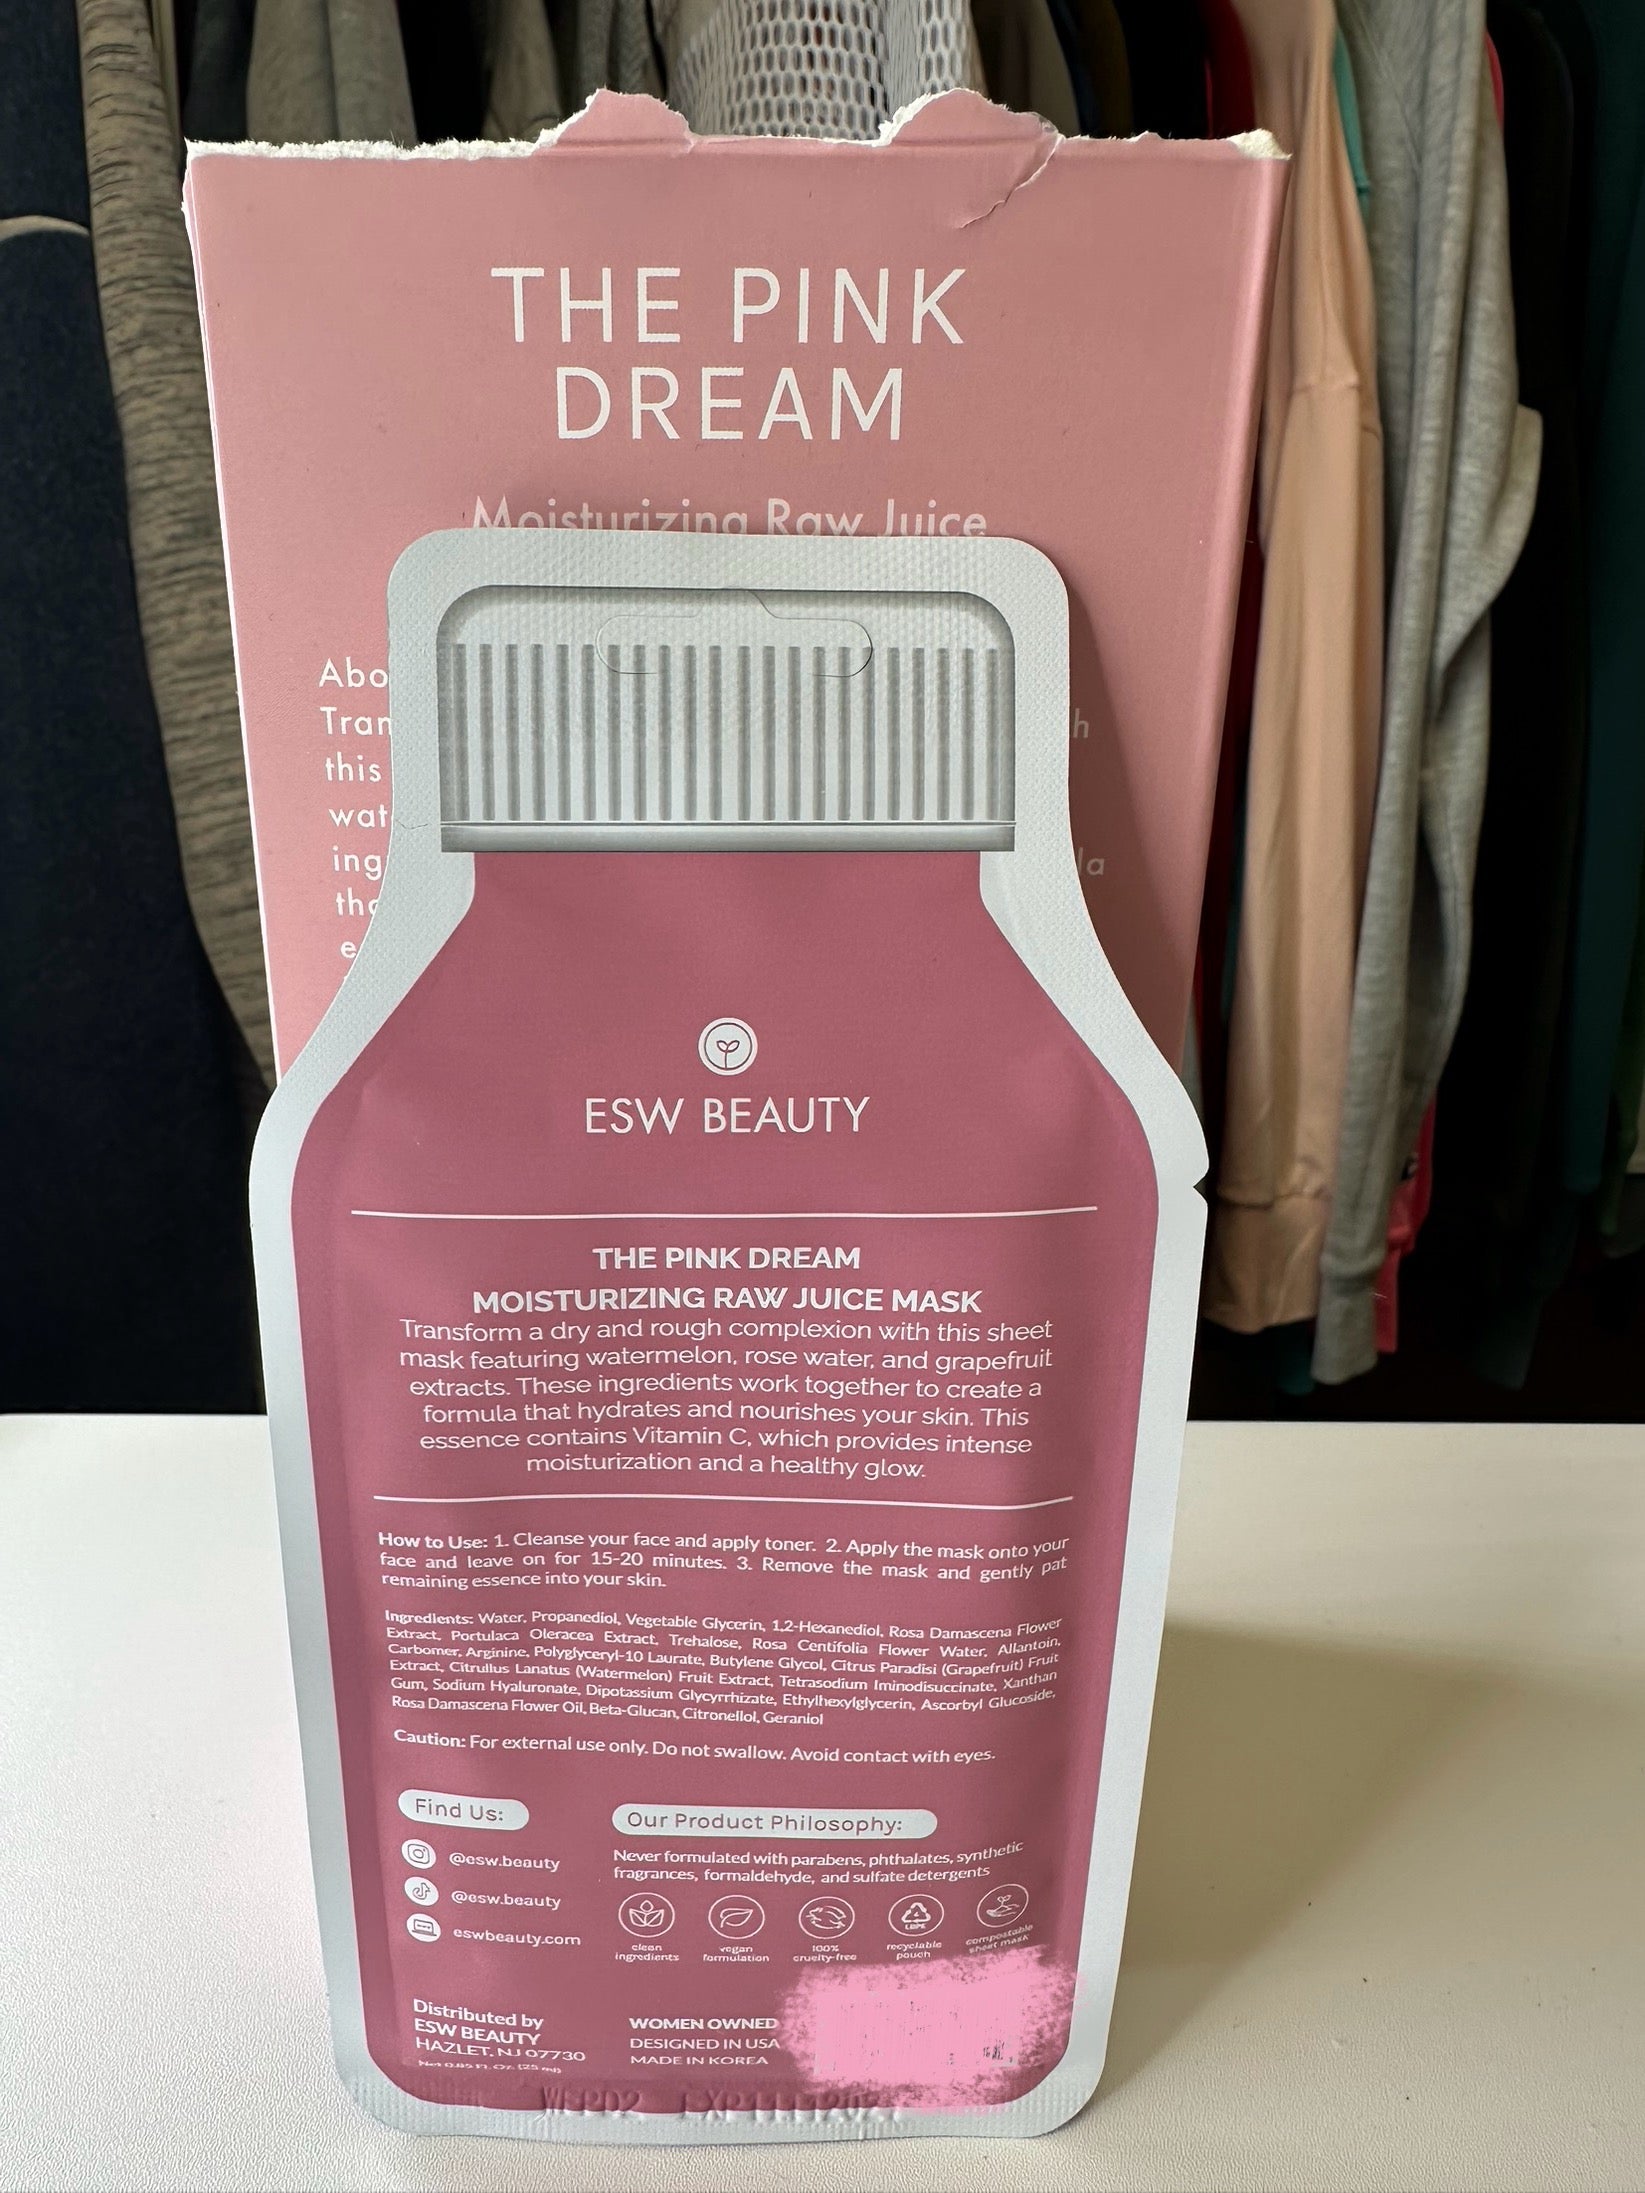 THE PINK
DREAM
Moisturizing Raw Juice
this
ESW BEAUTY
THE PINK DREAM
MOISTURIZING RAW JUICE MASK
Transform a dry and rough complexion with this sheet
mask featuring watermelon, rose water, and grapefruit
extracts. These ingredients work together to create a
formula that hydrates and nourishes your skin. This
essence contains Vitamin C, which provides intense
moisturization and a healthy glow.
How to Use: 1. Cleanse your face and apply toner. 2. Apply the mask onto your
face and leave on for 15-20 minutes. 3. Remove the mask and gently pat
remaining essence into your skin.
Ingredients: Water, Propanediol, Vegetable Glycerin, 1,2-Hexanediol, Rosa Damascena Flower
Extract, Portulaca Oleracea Extract, Trehalose, Rosa Centifolia Flower Water, Allantoin,
Carbomer, Arginine, Polyglyceryl-10 Laurate, Butylene Glycol, Citrus Paradisi (Grapefruit) Fruit
Extract, Citrullus Lanatus (Watermelon) Fruit Extract, Tetrasodium Iminodisuccinate, Xanthan
Gum, Sodium Hyaluronate, Dipotassium Glycyrrhizate, Ethylhexylglycerin, Ascorbyl Glucoside,
Rosa Damascena Flower Oil, Beta-Glucan, Citronellol, Geraniol
Caution: For external use only. Do not swallow. Avoid contact with eyes.
Find Us:
@esw.beauty
@esw.beauty
eswbeauty.com
Our Product Philosophy:
Never formulated with parabens, phthalates, synthetic
fragrances, formaldehyde, and sulfate detergents
clean
ingredients
vegan
formulation
100%
cruelty-free
4
LDPE
recyclable
pouch
compostable
sheet mask
Distributed by
ESW BEAUTY
HAZLET, NJ 07730
Net 0.85 Fl. Oz. (25 ml)
WOMEN OWNED
DESIGNED IN USA
MADE IN KOREA